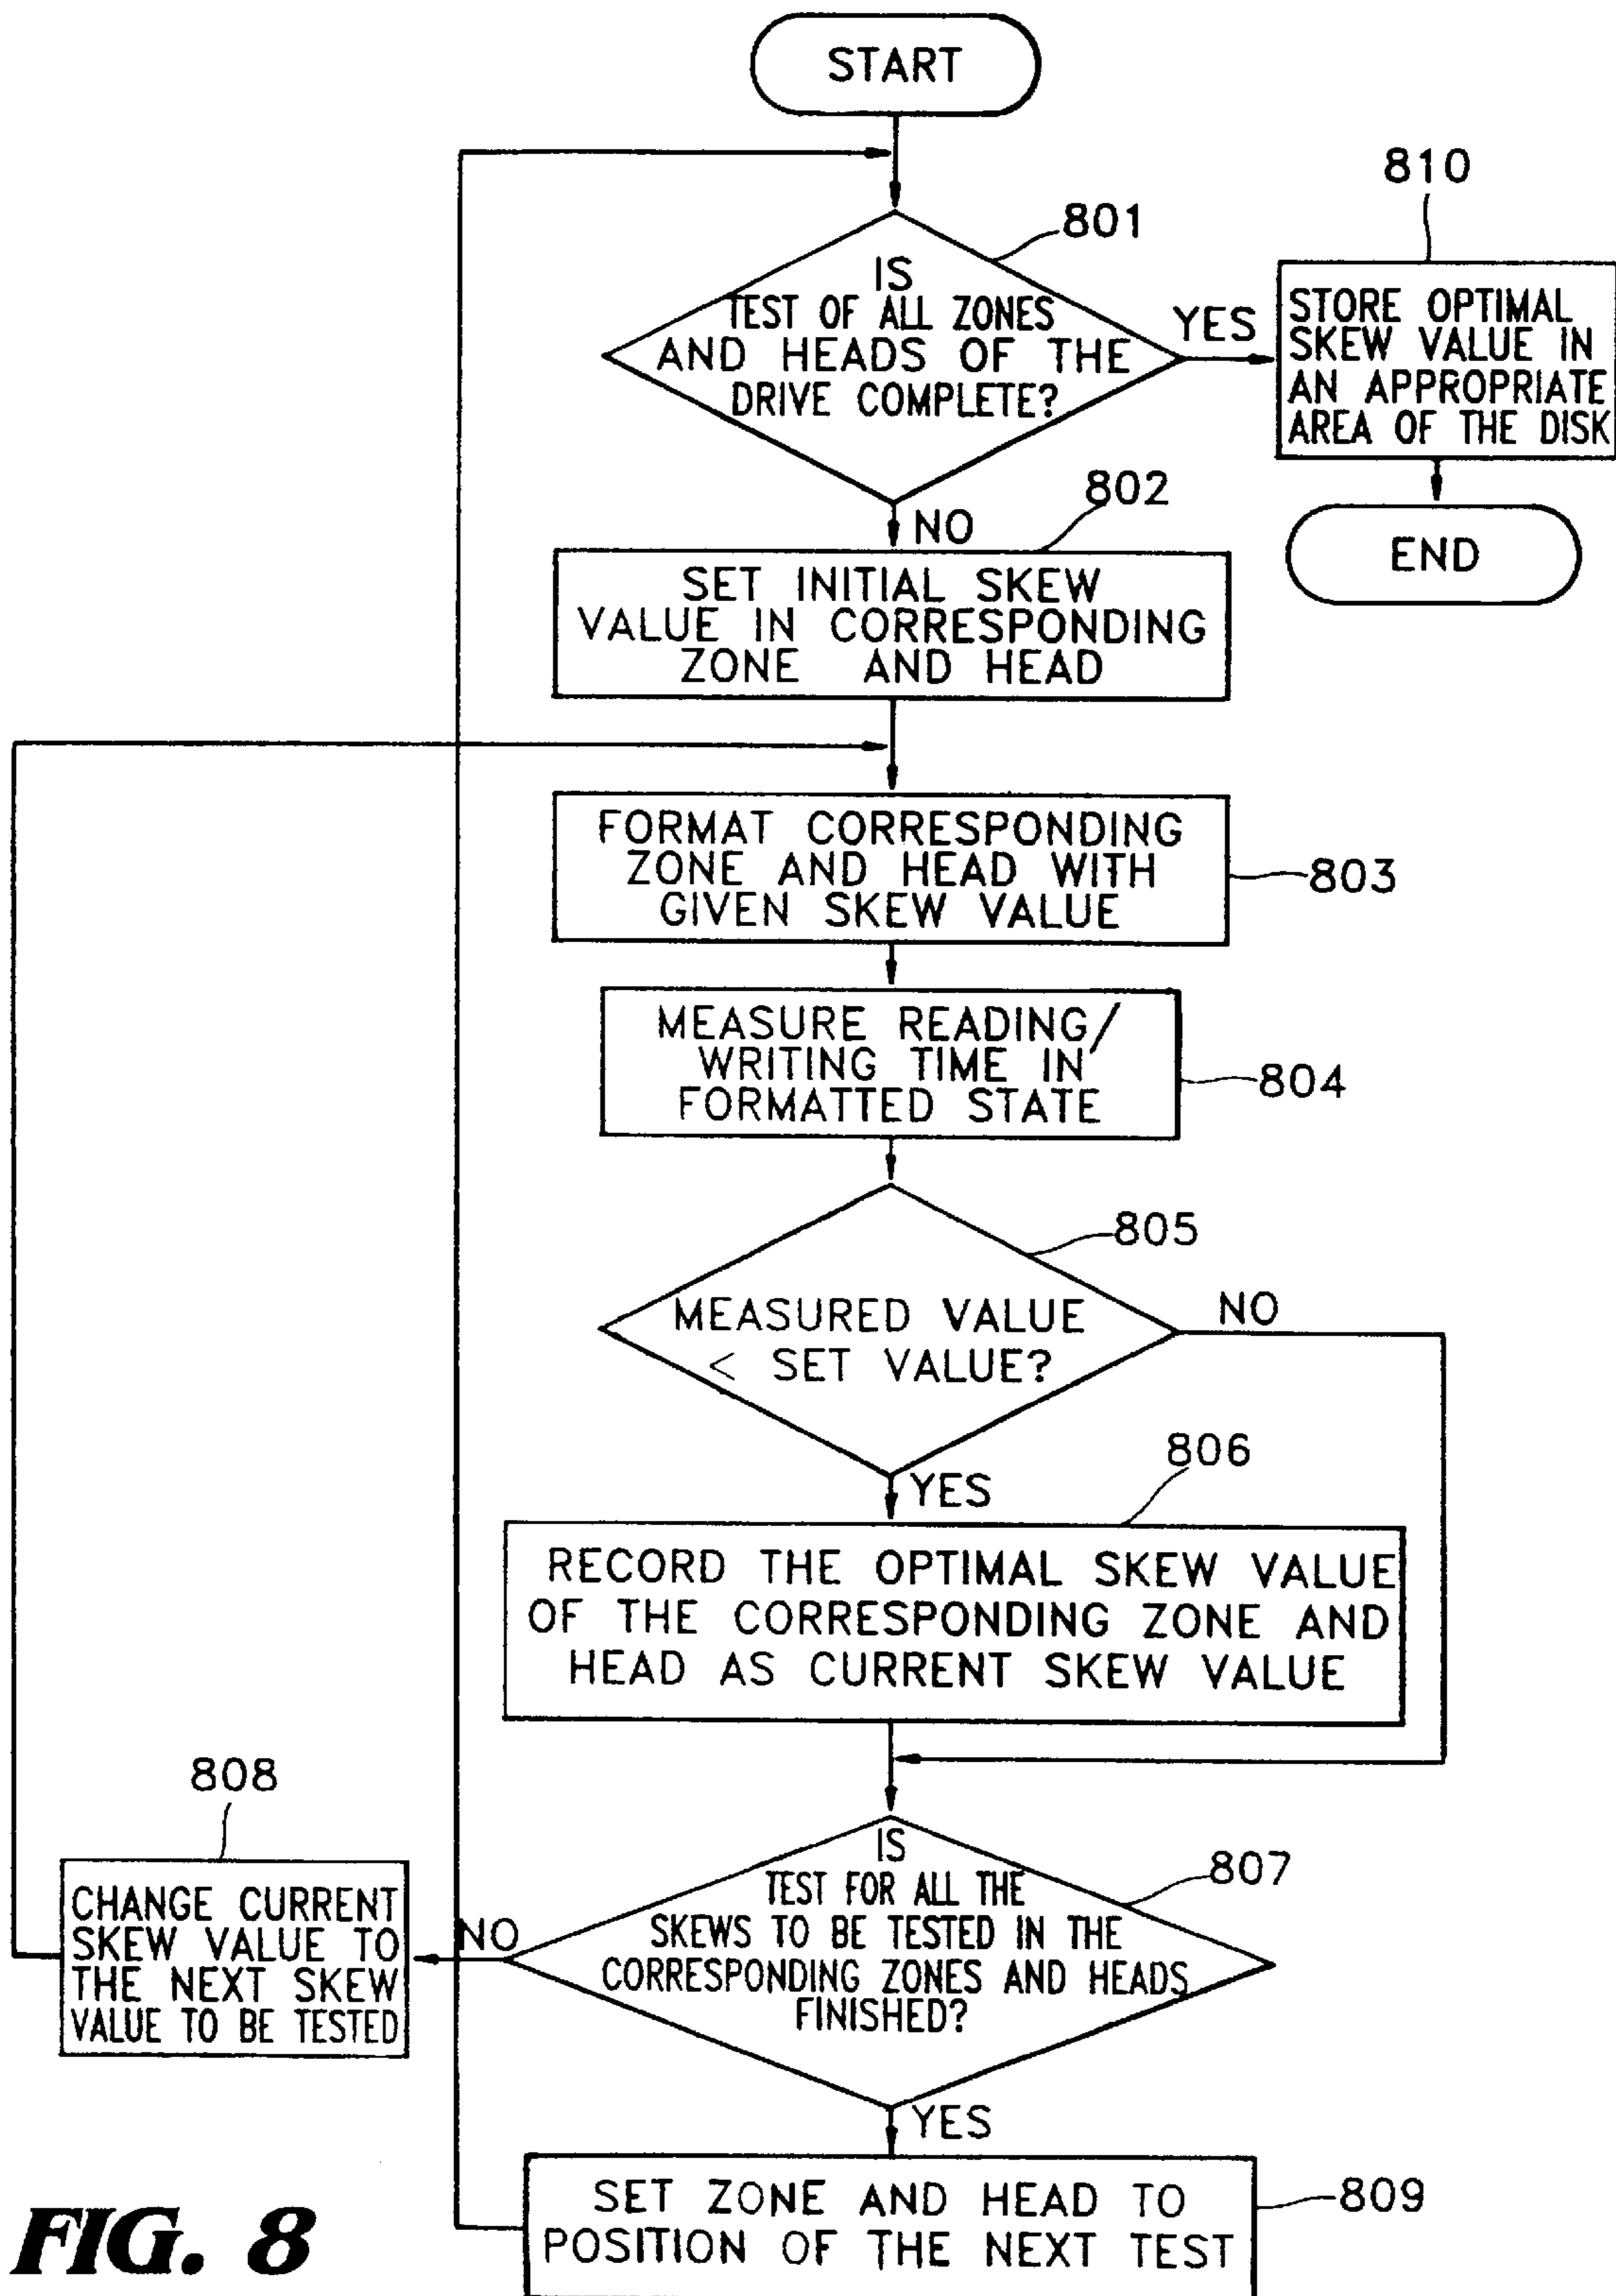 START
801
810
IS
TEST OF ALL ZONES
AND HEADS OF THE
DRIVE COMPLETE?
YES
STORE OPTIMAL
SKEW VALUE IN
AN APPROPRIATE
AREA OF THE DISK
END
NO
802
SET INITIAL SKEW
VALUE IN CORRESPONDING
ZONE AND HEAD
FORMAT CORRESPONDING
ZONE AND HEAD WITH
GIVEN SKEW VALUE
803
MEASURE READING/
WRITING TIME IN
FORMATTED STATE
804
805
MEASURED VALUE
< SET VALUE?
NO
YES
806
RECORD THE OPTIMAL SKEW VALUE
OF THE CORRESPONDING ZONE AND
HEAD AS CURRENT SKEW VALUE
807
IS
TEST FOR ALL THE
SKEWS TO BE TESTED IN THE
CORRESPONDING ZONES AND HEADS
FINISHED?
NO
808
CHANGE CURRENT
SKEW VALUE TO
THE NEXT SKEW
VALUE TO BE TESTED
YES
SET ZONE AND HEAD TO
POSITION OF THE NEXT TEST
809
FIG. 8